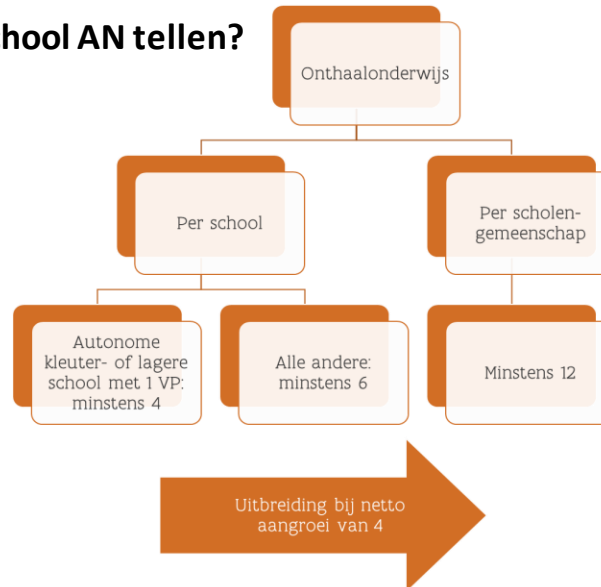 hool AN tellen?
Onthaalonderwijs
Per school
Per scholen-
gemeenschap
Autonome
kleuter- of lagere
school met 1 VP:
minstens 4
Alle andere:
minstens 6
Minstens 12
Uitbreiding bij netto
aangroei van 4